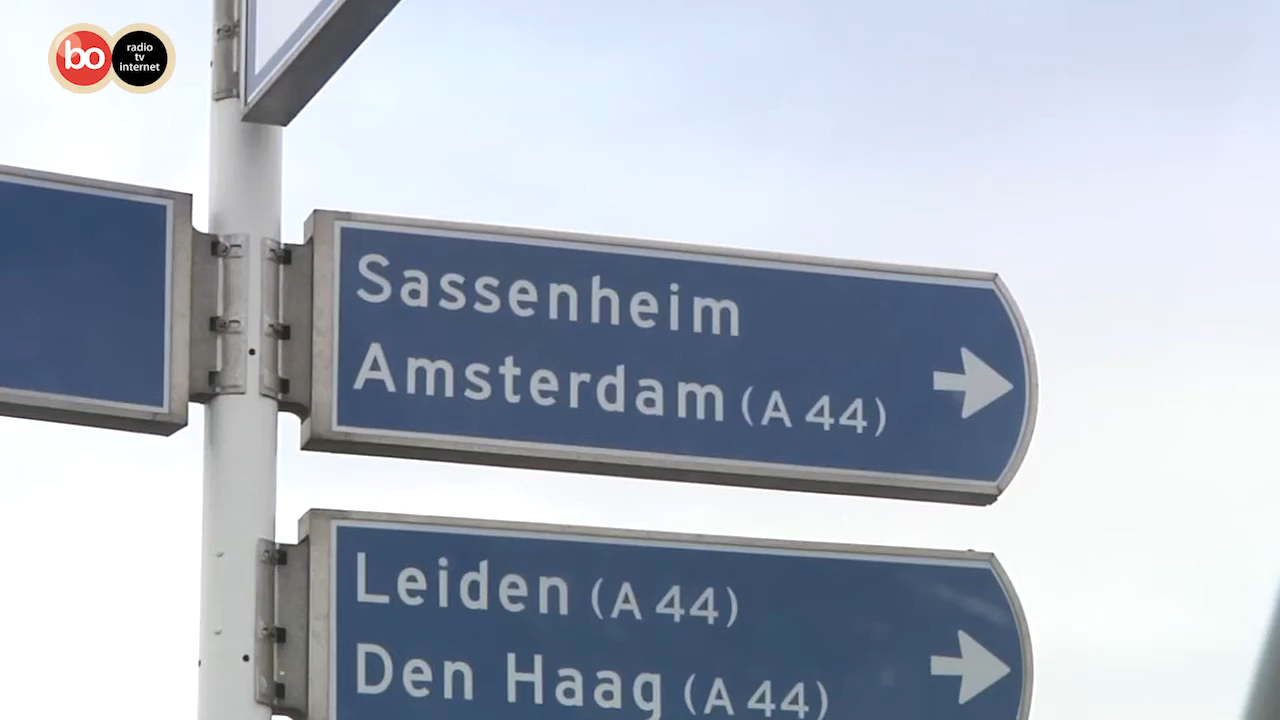 bo
radio
tv
internet
Sassenheim
Amsterdam (A 44)
Leiden (A 44)
Den Haag (A 44)